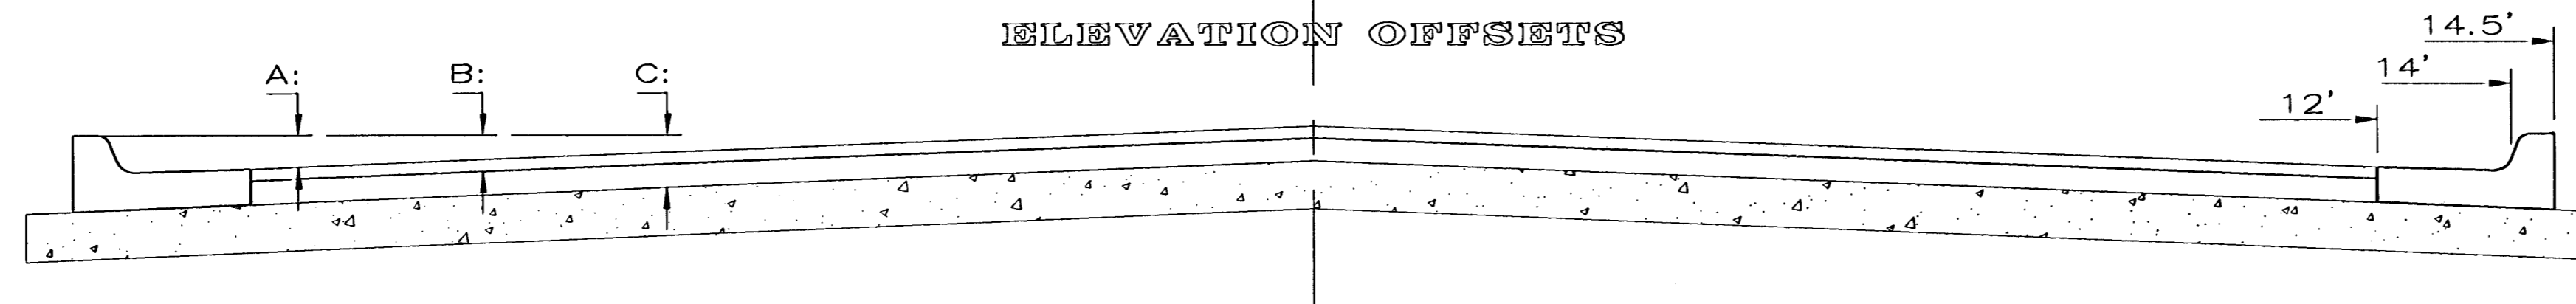 ELEVATION OFFSETS
14.5'
14'
12'
A:
B:
C: